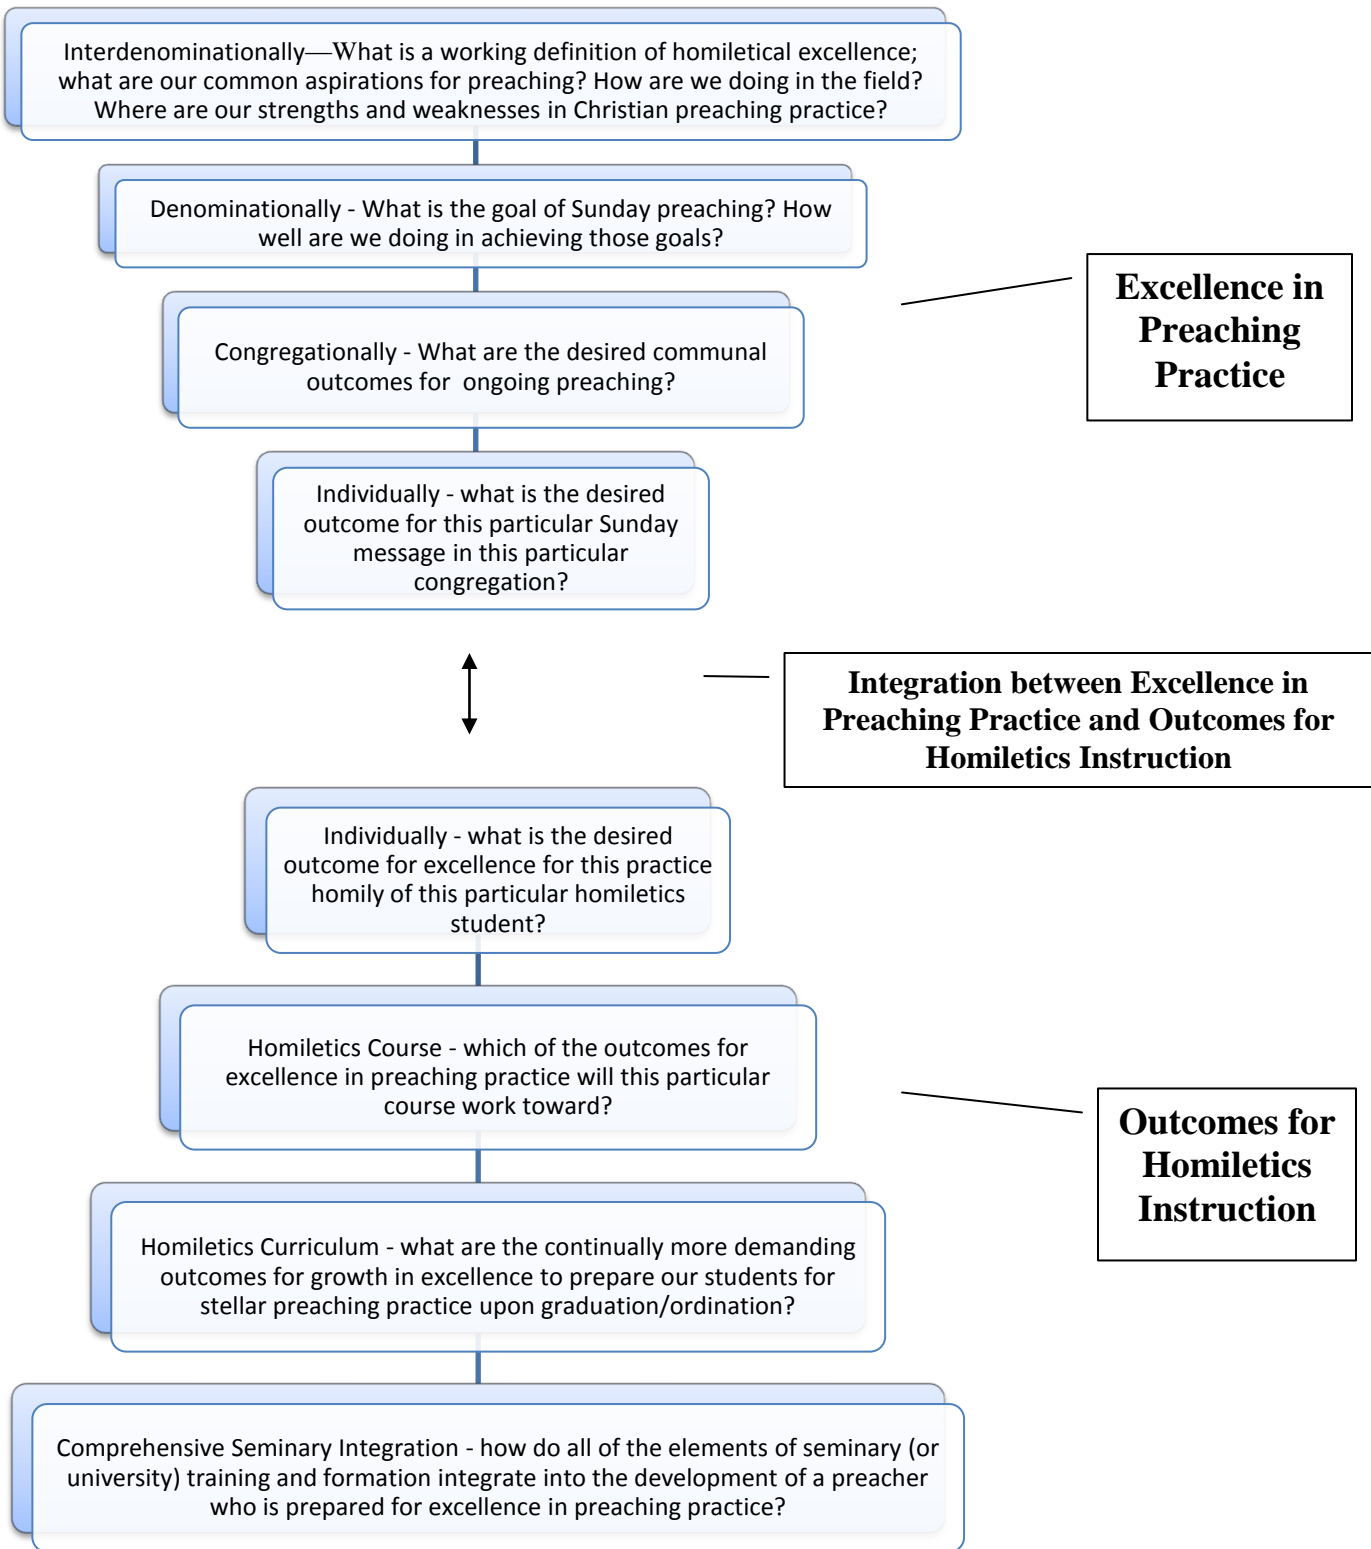 Interdenominationally—What is a working definition of homiletical excellence;
what are our common aspirations for preaching? How are we doing in the field?
Where are our strengths and weaknesses in Christian preaching practice?
Denominationally - What is the goal of Sunday preaching? How
well are we doing in achieving those goals?
Excellence in
Preaching
Practice
Congregationally - What are the desired communal
outcomes for  ongoing preaching?
Individually - what is the desired
outcome for this particular Sunday
message in this particular
congregation?
Integration between Excellence in
Preaching Practice and Outcomes for
Homiletics Instruction
Individually - what is the desired
outcome for excellence for this practice
homily of this particular homiletics
student?
Homiletics Course - which of the outcomes for
excellence in preaching practice will this particular
course work toward?
Outcomes for
Homiletics
Instruction
Homiletics Curriculum - what are the continually more demanding
outcomes for growth in excellence to prepare our students for
stellar preaching practice upon graduation/ordination?
Comprehensive Seminary Integration - how do all of the elements of seminary (or
university) training and formation integrate into the development of a preacher
who is prepared for excellence in preaching practice?